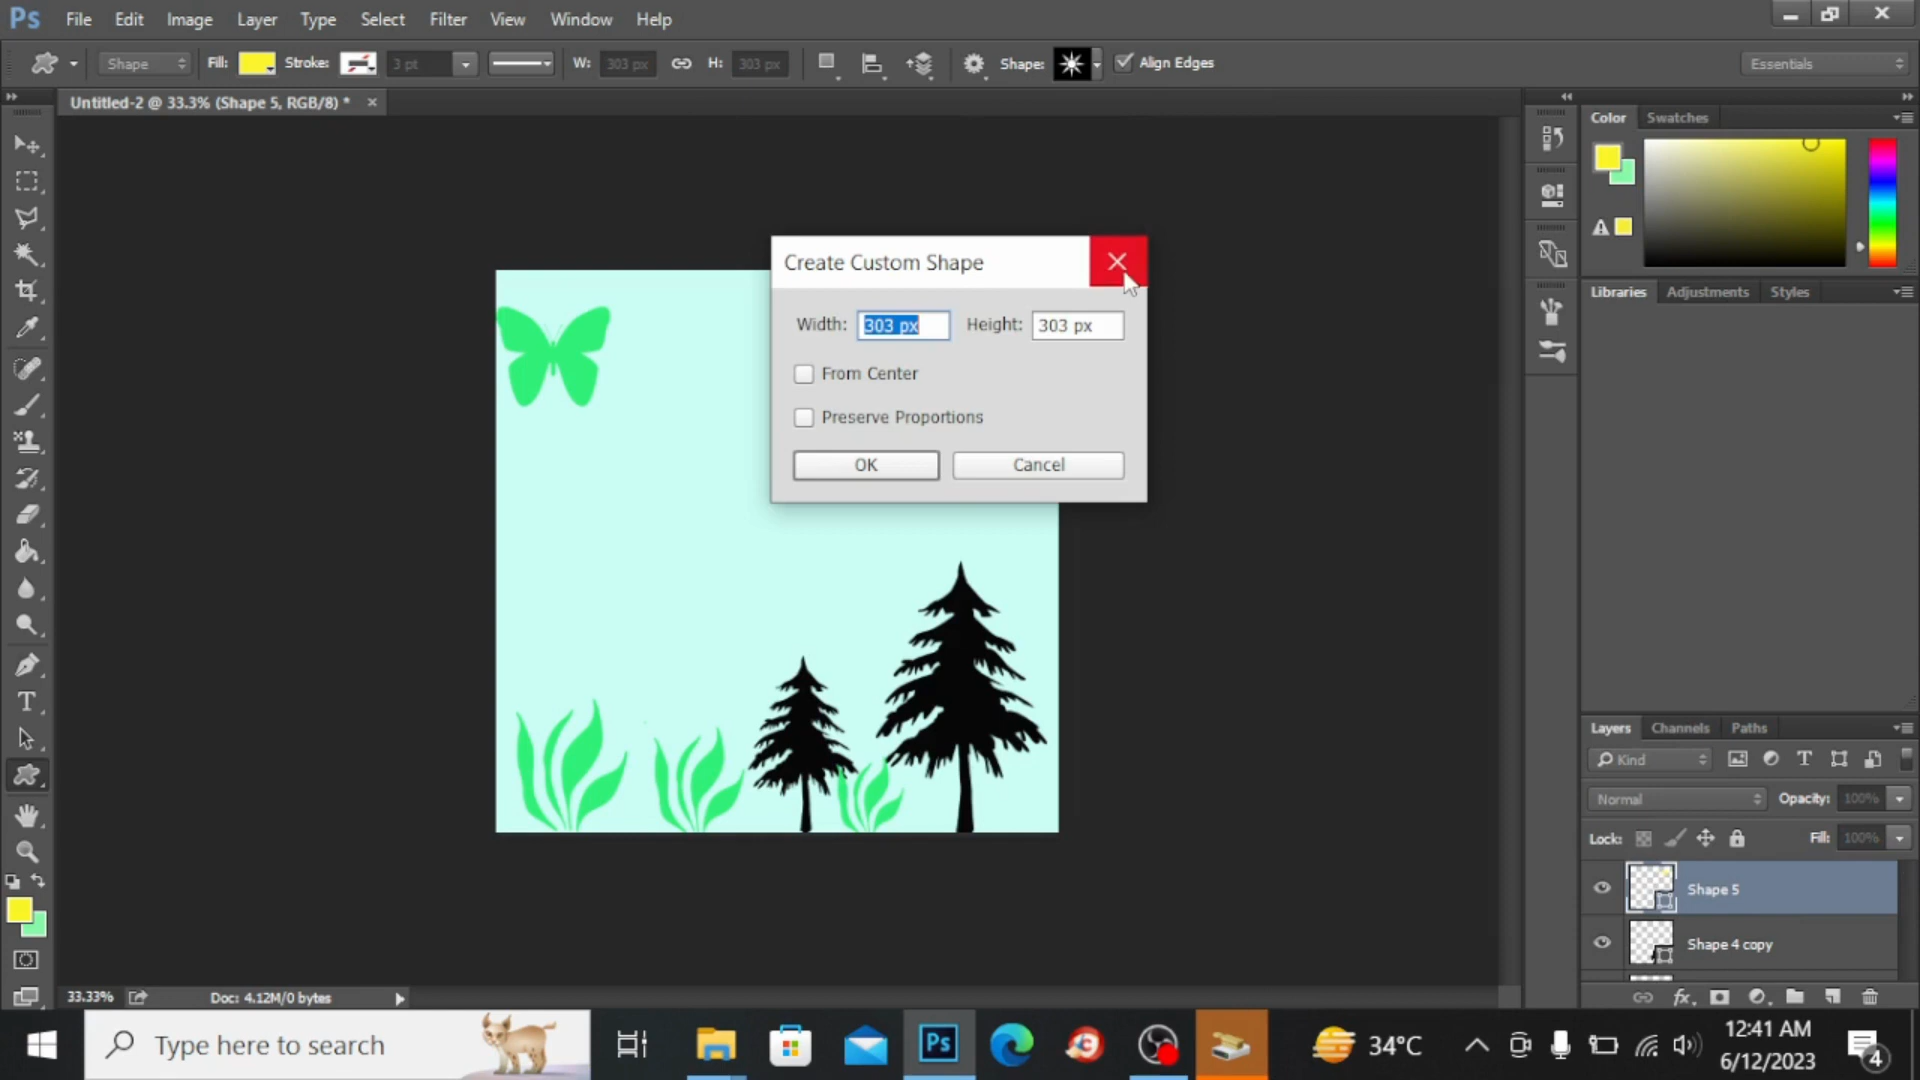 Ps File Edit Image Layer Type Select Filter View Window Help
Shape Fill: Stroke: 3 pt W: 303 px H: 303 px Shape: Align Edges Essentials
Untitled-2 @ 33.3% (Shape 5, RGB/8) * ×
Color Swatches
Create Custom Shape
Libraries Adjustments Styles
Width: 303 px Height: 303 px
From Center
Preserve Proportions
OK Cancel
T
Layers Channels Paths
Kind T
Normal Opacity: 100%
Lock: Fill: 100%
Shape 5
Shape 4 copy
33.33% Doc: 4.12M/0 bytes fx
Type here to search Ps 34°C 12:41 AM
6/12/2023 4